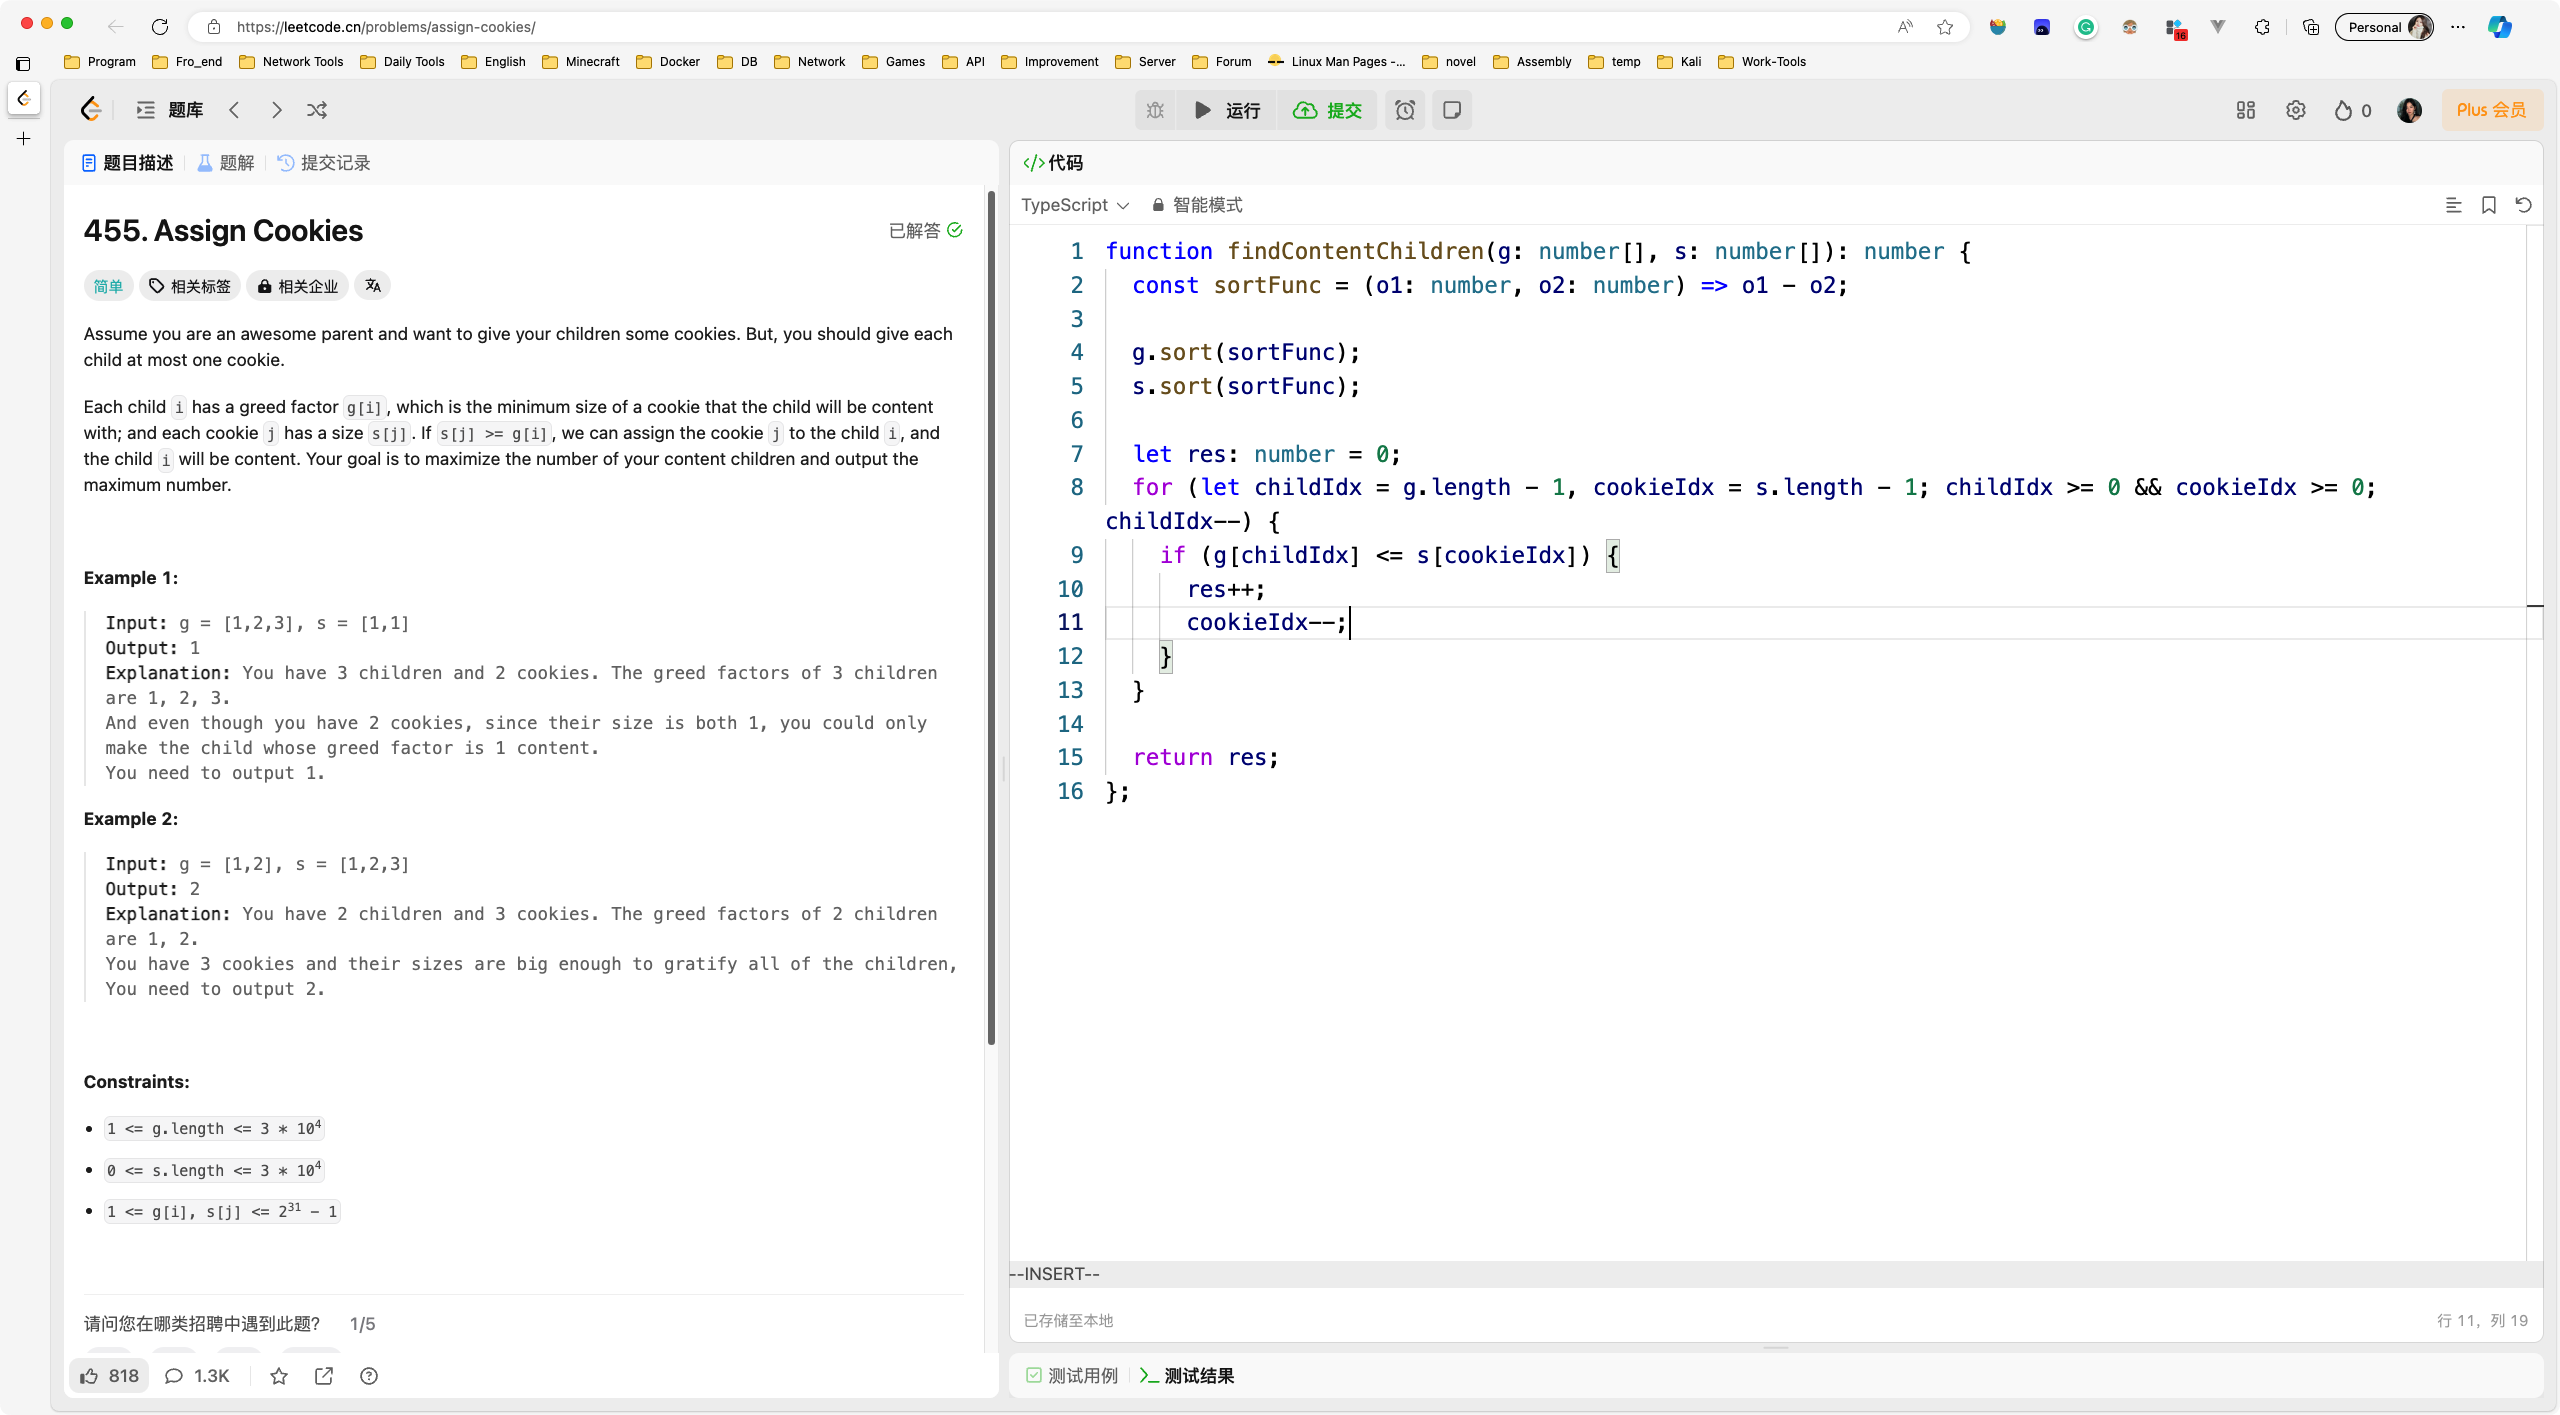 https://leetcode.cn/problems/assign-cookies/
Personal
16
Program
Fro_end
Network Tools
Daily Tools
English
Minecraft
Docker
DB
Network
Games
API
Improvement
Server
Forum
Linux Man Pages -...
novel
Assembly
temp
Kali
Work-Tools
题库
运行
提交
0
Plus 会员
题目描述
题解
提交记录
455. Assign Cookies
已解答
简单
相关标签
相关企业
Assume you are an awesome parent and want to give your children some cookies. But, you should give each
child at most one cookie.
Each child i has a greed factor g[i], which is the minimum size of a cookie that the child will be content
with; and each cookie j has a size s[j]. If s[j] >= g[i], we can assign the cookie j to the child i, and
the child i will be content. Your goal is to maximize the number of your content children and output the
maximum number.
Example 1:
Input: g = [1,2,3], s = [1,1]
Output: 1
Explanation: You have 3 children and 2 cookies. The greed factors of 3 children
are 1, 2, 3.
And even though you have 2 cookies, since their size is both 1, you could only
make the child whose greed factor is 1 content.
You need to output 1.
Example 2:
Input: g = [1,2], s = [1,2,3]
Output: 2
Explanation: You have 2 children and 3 cookies. The greed factors of 2 children
are 1, 2.
You have 3 cookies and their sizes are big enough to gratify all of the children,
You need to output 2.
Constraints:
• 1 <= g.length <= 3 * 10⁴
• 0 <= s.length <= 3 * 10⁴
• 1 <= g[i], s[j] <= 2³¹ - 1
请问您在哪类招聘中遇到此题? 1/5
818
1.3K
</>代码
TypeScript
智能模式
1 function findContentChildren(g: number[], s: number[]): number {
2 const sortFunc = (o1: number, o2: number) => o1 - o2;
3
4 g.sort(sortFunc);
5 s.sort(sortFunc);
6
7 let res: number = 0;
8 for (let childIdx = g.length - 1, cookieIdx = s.length - 1; childIdx >= 0 && cookieIdx >= 0;
childIdx--) {
9 if (g[childIdx] <= s[cookieIdx]) {
10 res++;
11 cookieIdx--;
12 }
13 }
14
15 return res;
16 };
--INSERT--
已存储至本地
行 11, 列 19
测试用例
测试结果